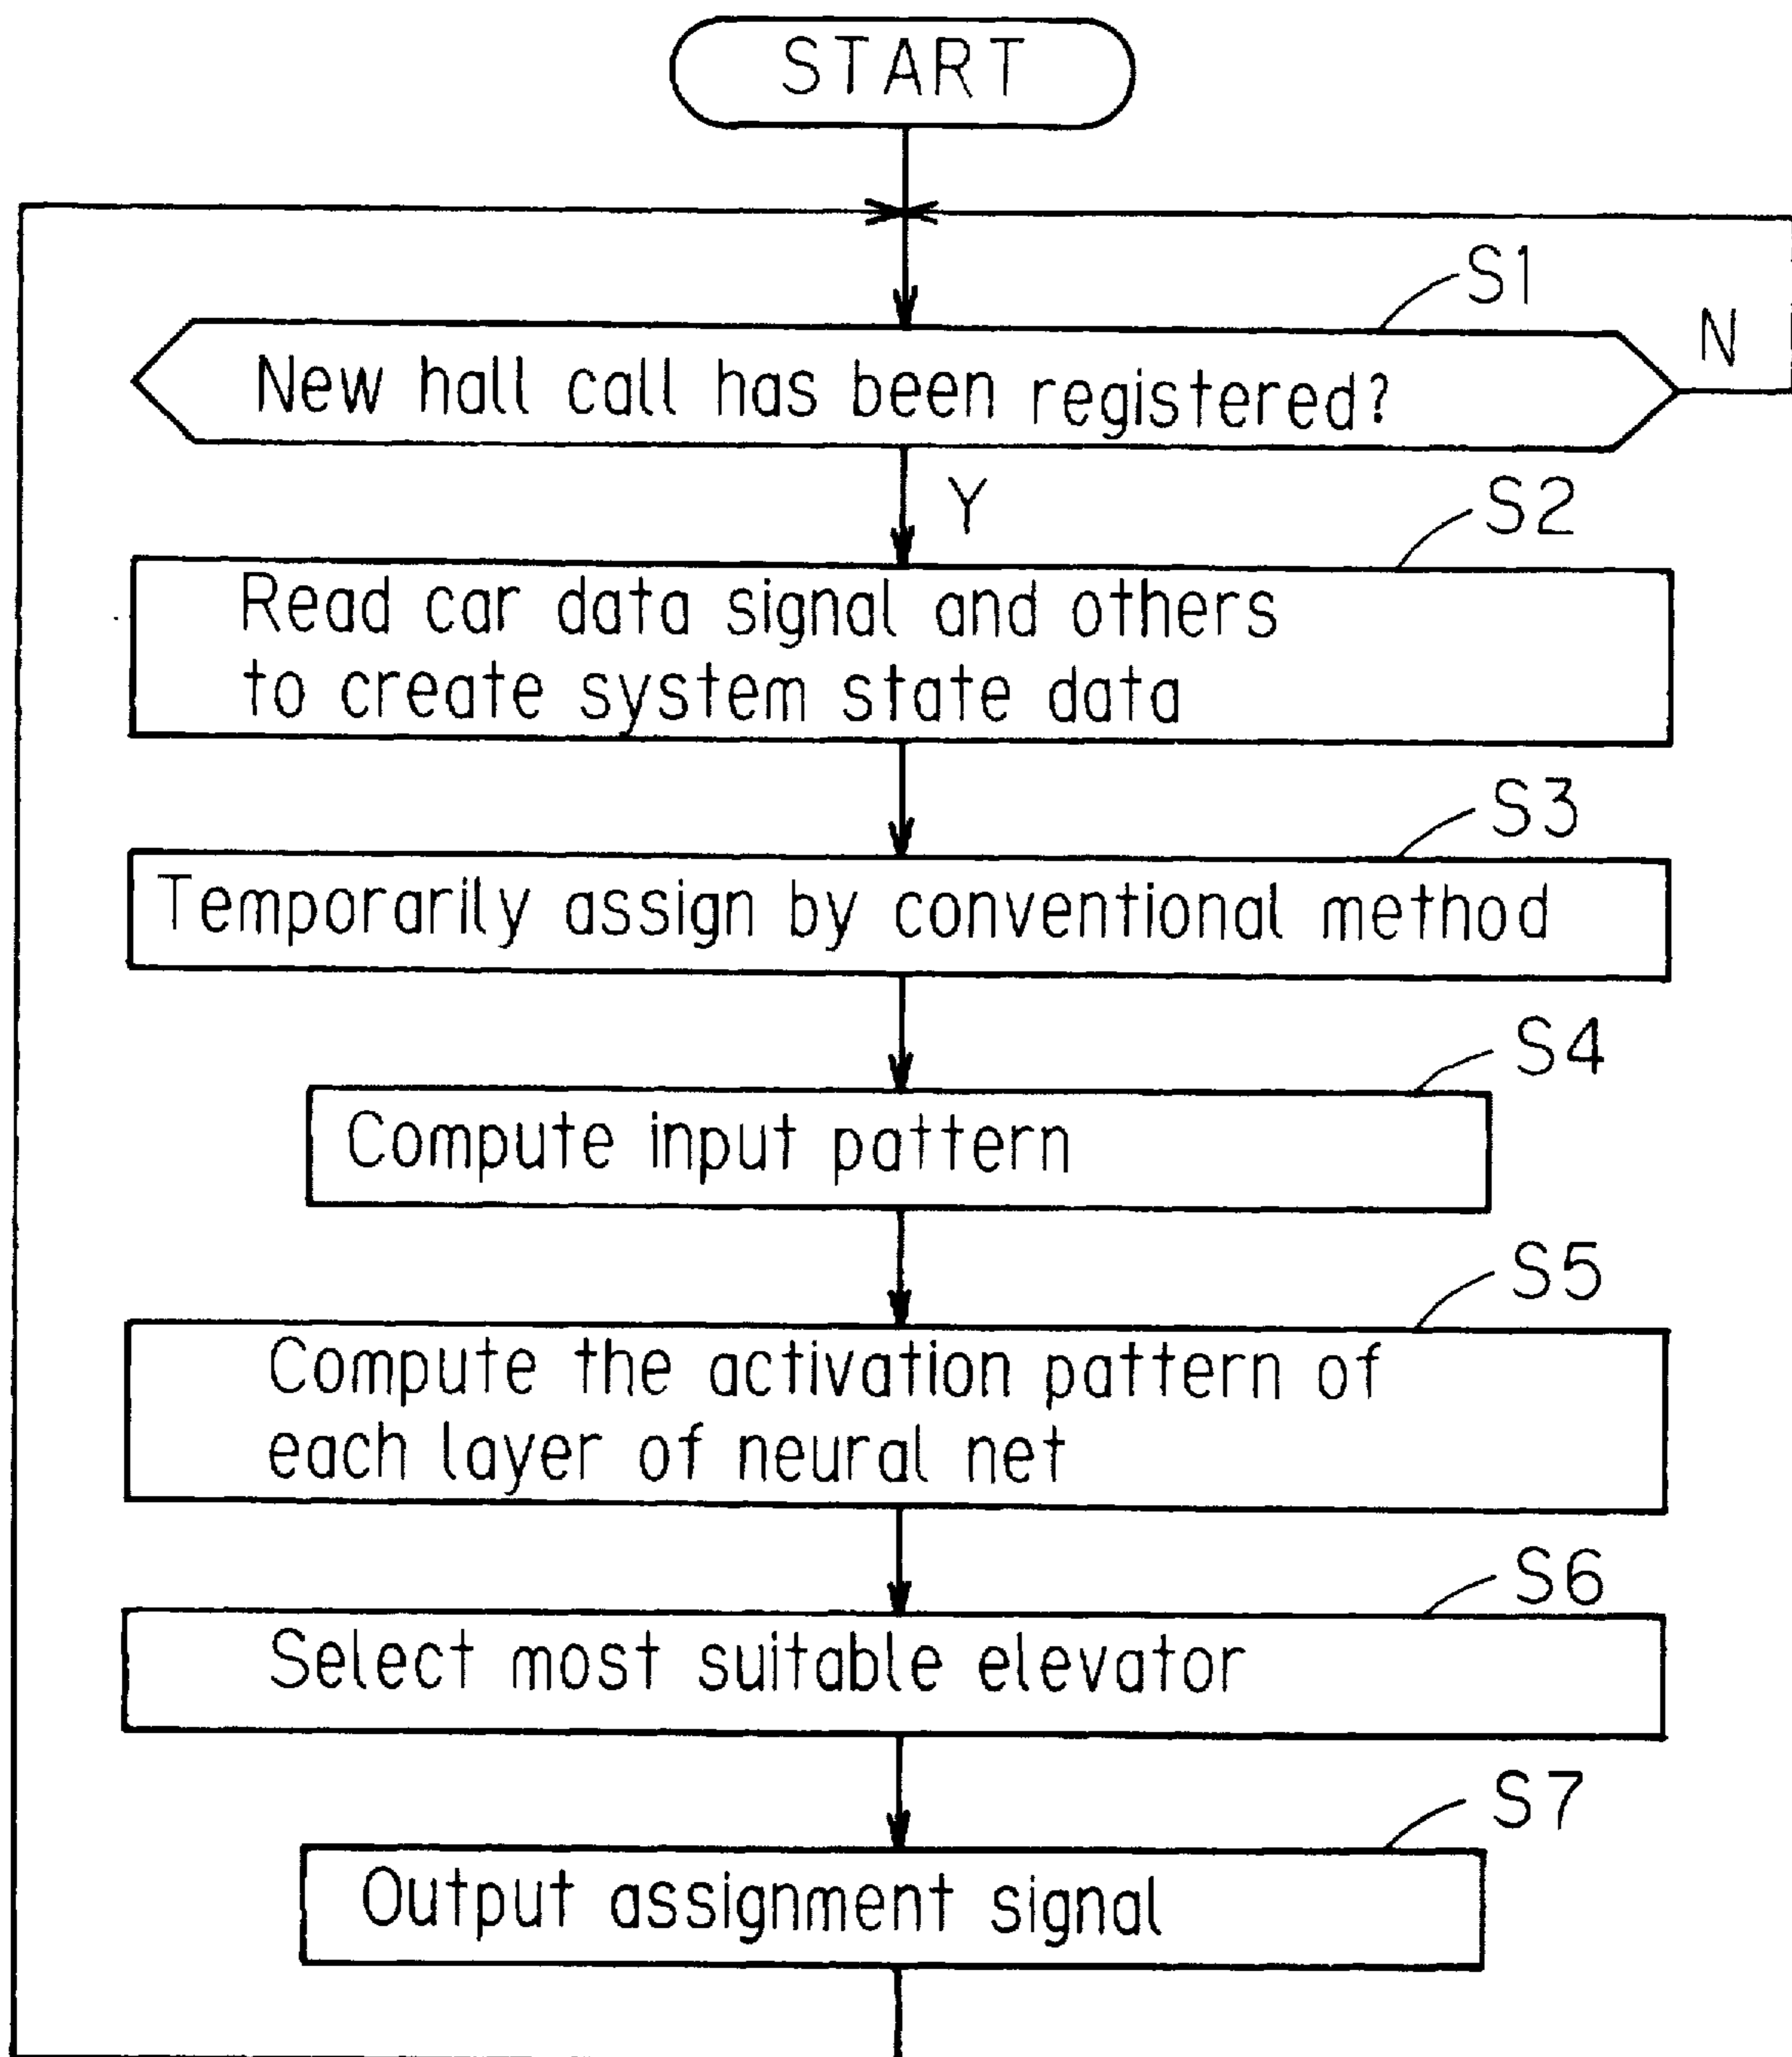 START
S1
New hall call has been registered?
N
Y
S2
Read car data signal and others
to create system state data
S3
Temporarily assign by conventional method
S4
Compute input pattern
S5
Compute the activation pattern of
each layer of neural net
S6
Select most suitable elevator
S7
Output assignment signal